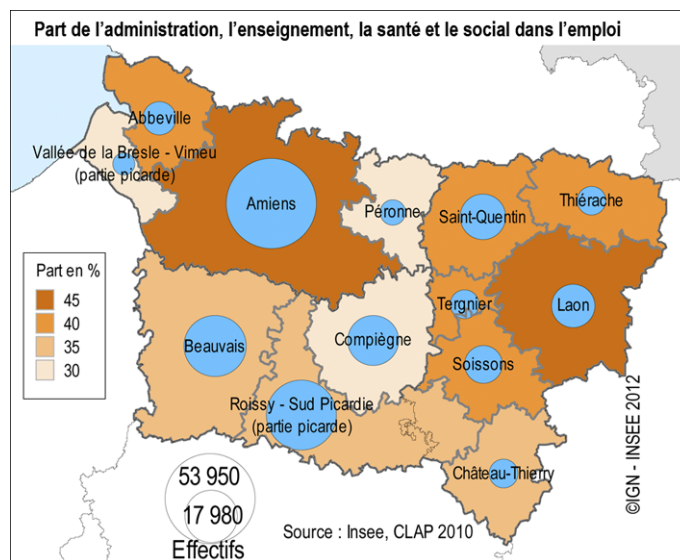 Part de l’administration, l’enseignement, la santé et le social dans l’emploi
Abbeville
Vallée de la Bresle - Vimeu
(partie picarde)
Amiens
Péronne
Saint-Quentin
Thiérache
Part en %
45
40
35
30
Tergnier
Laon
Beauvais
Compiègne
Soissons
Roissy - Sud Picardie
(partie picarde)
Château-Thierry
53 950
17 980
Effectifs
Source : Insee, CLAP 2010
©IGN - INSEE 2012